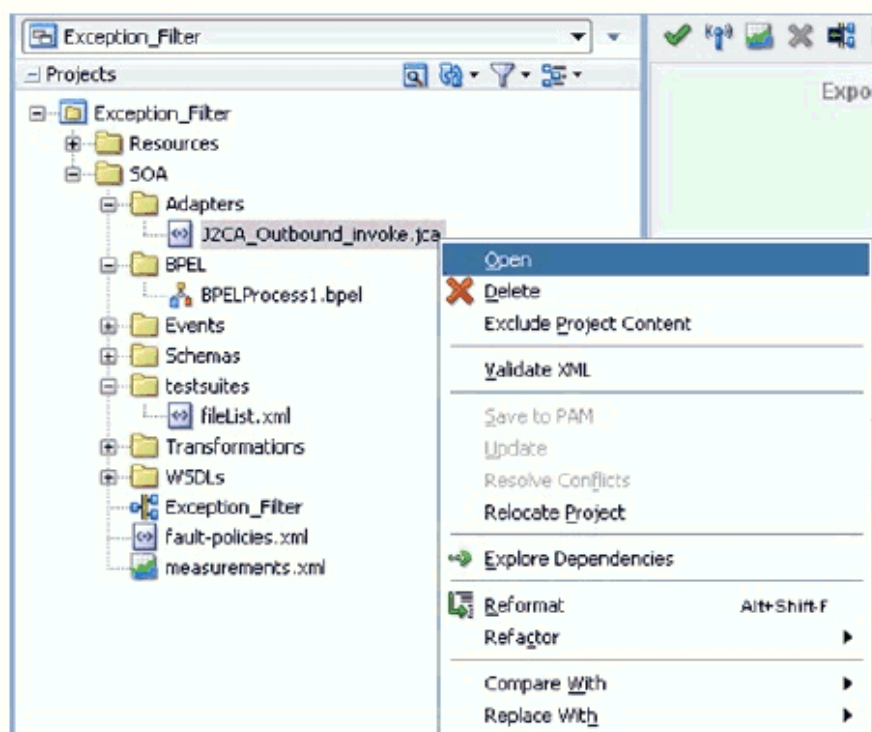 Exception_Filter
Projects
Exception_Filter
Resources
SOA
Adapters
J2CA_Outbound_invoke.jca
BPEL
BPELProcess1.bpel
Events
Schemas
testsuites
fileList.xml
Transformations
WSDLs
Exception_Filter
fault-policies.xml
measurements.xml
Expo
Open
Delete
Exclude Project Content
Validate XML
Save to PAM
Update
Resolve Conflicts
Relocate Project
Explore Dependencies
Reformat Alt+Shift-F
Refactor
Compare With
Replace With